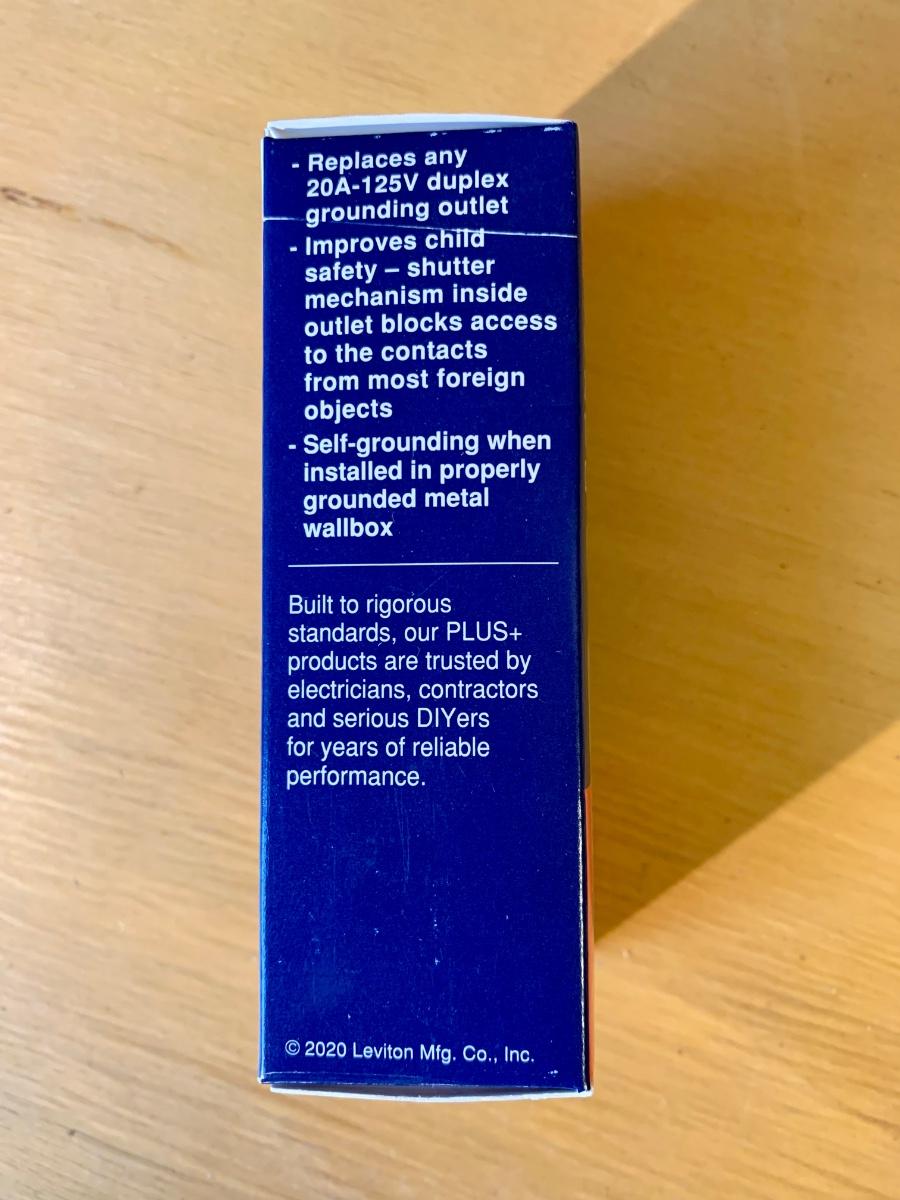 - Replaces any
20A-125V duplex
grounding outlet
- Improves child
safety – shutter
mechanism inside
outlet blocks access
to the contacts
from most foreign
objects
- Self-grounding when
installed in properly
grounded metal
wallbox
Built to rigorous
standards, our PLUS+
products are trusted by
electricians, contractors
and serious DIYers
for years of reliable
performance.
© 2020 Leviton Mfg. Co., Inc.